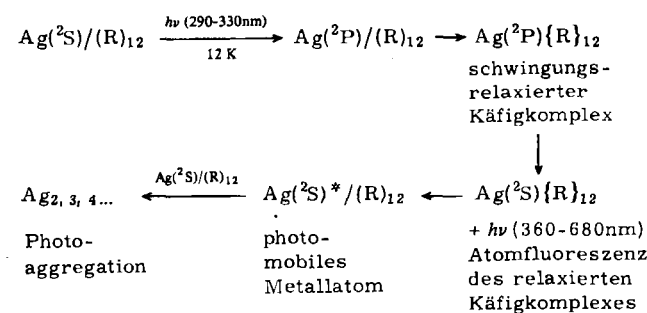 Ag(²S)/(R)₁₂ hν (290-330nm) 12 K Ag(²P)/(R)₁₂ → Ag(²P){R}₁₂
schwingungs-
relaxierter
Käfigkomplex
Ag₂, ₃, ₄... ← Ag(²S)/(R)₁₂ Ag(²S)*/(R)₁₂ ← Ag(²S){R}₁₂
Photo-
aggregation
photo-
mobiles
Metallatom
+ hν (360-680nm)
Atomfluoreszenz
des relaxierten
Käfigkomplexes